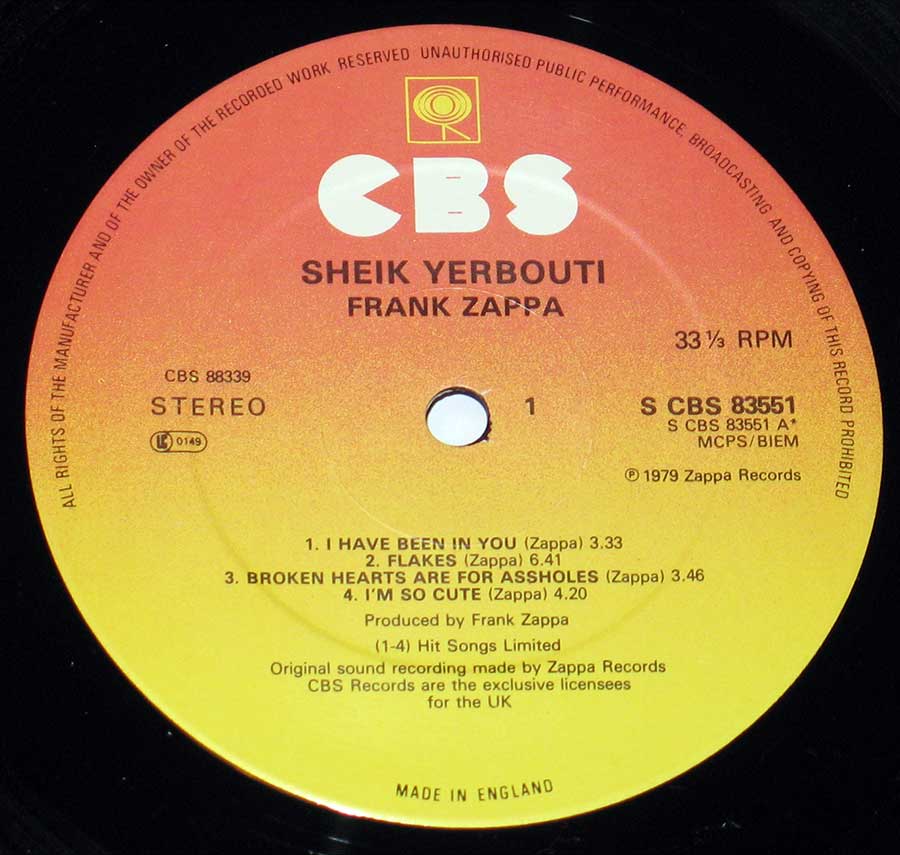 ALL RIGHTS OF THE MANUFACTURER AND OF THE OWNER OF THE RECORDED WORK RESERVED UNAUTHORISED PUBLIC PERFORMANCE, BROADCASTING AND COPYING OF THIS RECORD PROHIBITED
CBS
SHEIK YERBOUTI
FRANK ZAPPA
33 ⅓ RPM
CBS 88339
STEREO
1
S CBS 83551
S CBS 83551 A*
MCPS/BIEM
LC 0149
℗ 1979 Zappa Records
1. I HAVE BEEN IN YOU (Zappa) 3.33
2. FLAKES (Zappa) 6.41
3. BROKEN HEARTS ARE FOR ASSHOLES (Zappa) 3.46
4. I'M SO CUTE (Zappa) 4.20
Produced by Frank Zappa
(1-4) Hit Songs Limited
Original sound recording made by Zappa Records
CBS Records are the exclusive licensees
for the UK
MADE IN ENGLAND